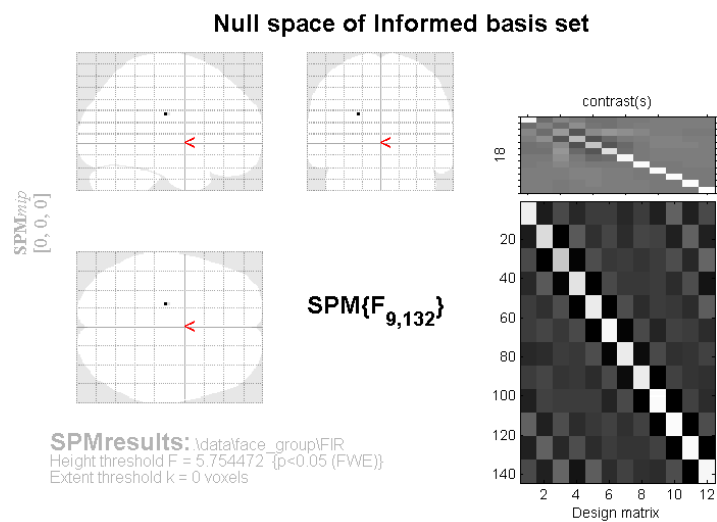 Null space of Informed basis set
SPMmip
[0, 0, 0]
<
<
<
SPM{F9,132}
SPMresults: .\data\face_group\FIR
Height threshold F = 5.754472 {p<0.05 (FWE)}
Extent threshold k = 0 voxels
contrast(s)
18
20
40
60
80
100
120
140
2 4 6 8 10 12
Design matrix